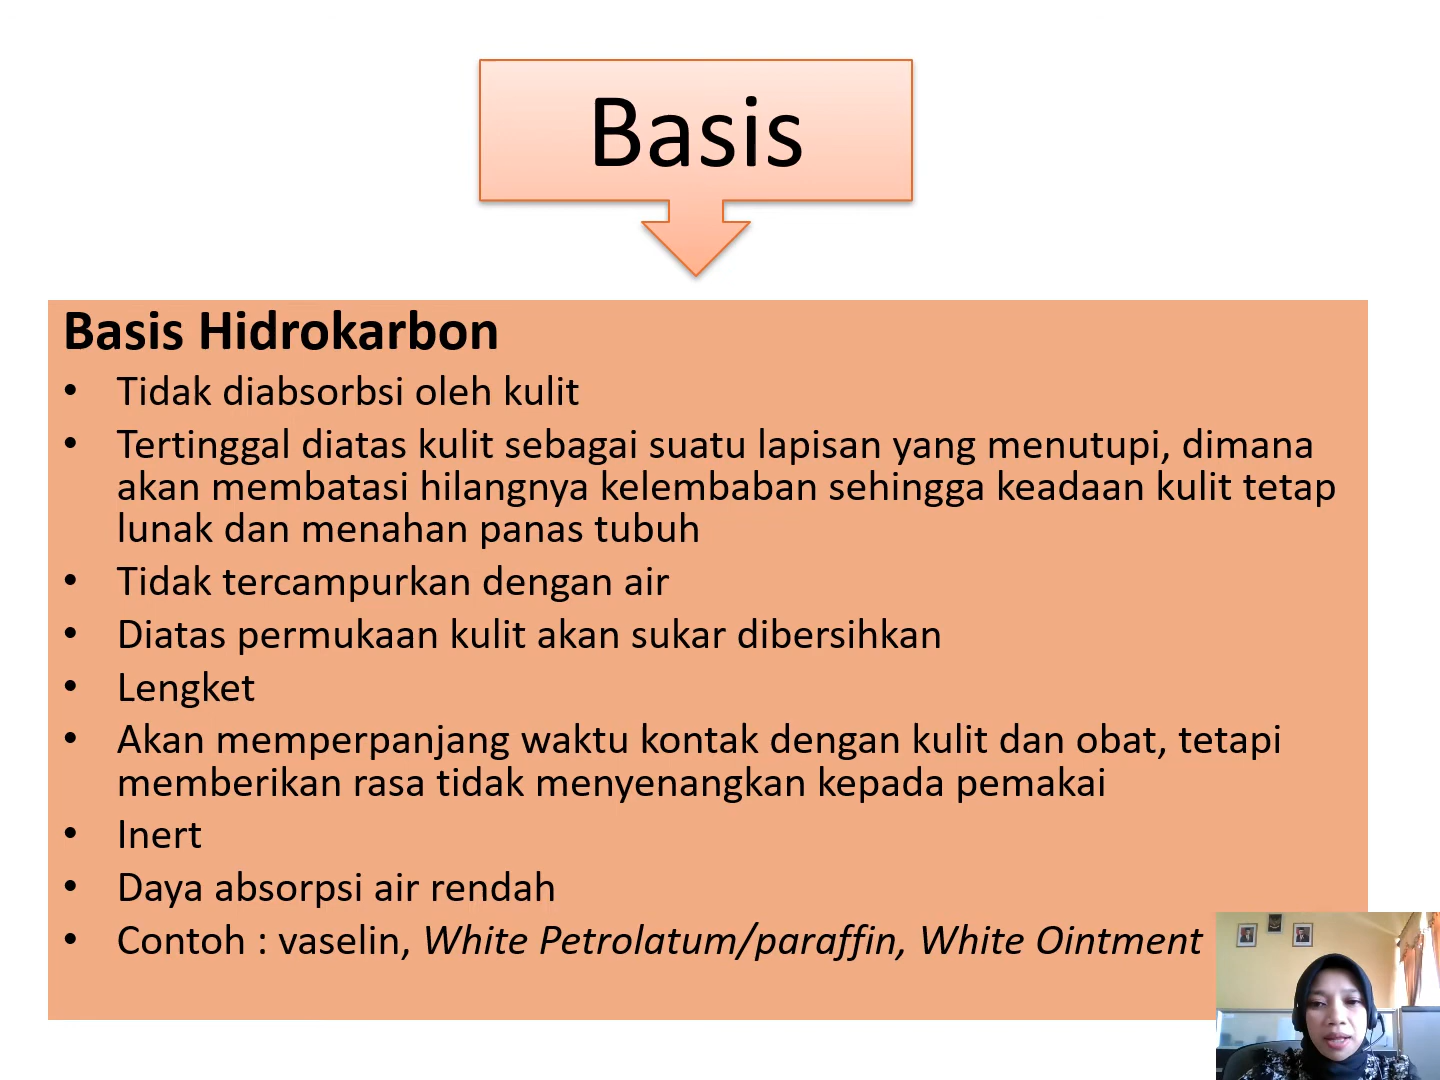 Basis
Basis Hidrokarbon
• Tidak diabsorbsi oleh kulit
• Tertinggal diatas kulit sebagai suatu lapisan yang menutupi, dimana
akan membatasi hilangnya kelembaban sehingga keadaan kulit tetap
lunak dan menahan panas tubuh
• Tidak tercampurkan dengan air
• Diatas permukaan kulit akan sukar dibersihkan
• Lengket
• Akan memperpanjang waktu kontak dengan kulit dan obat, tetapi
memberikan rasa tidak menyenangkan kepada pemakai
• Inert
• Daya absorpsi air rendah
• Contoh : vaselin, White Petrolatum/paraffin, White Ointment